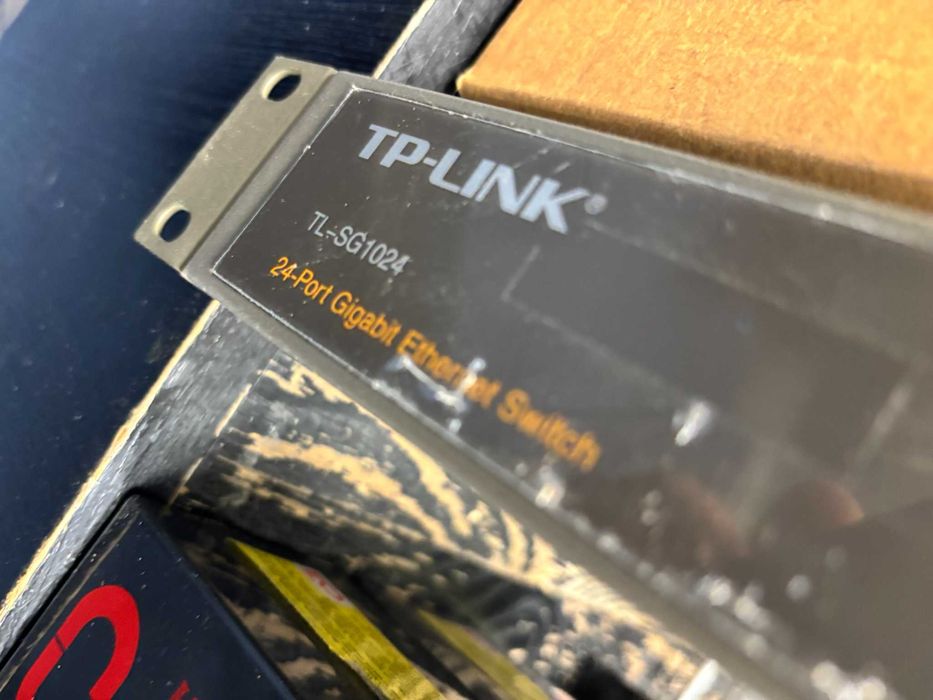 TP-LINK®
TL-SG1024
24-Port Gigabit Ethernet Switch